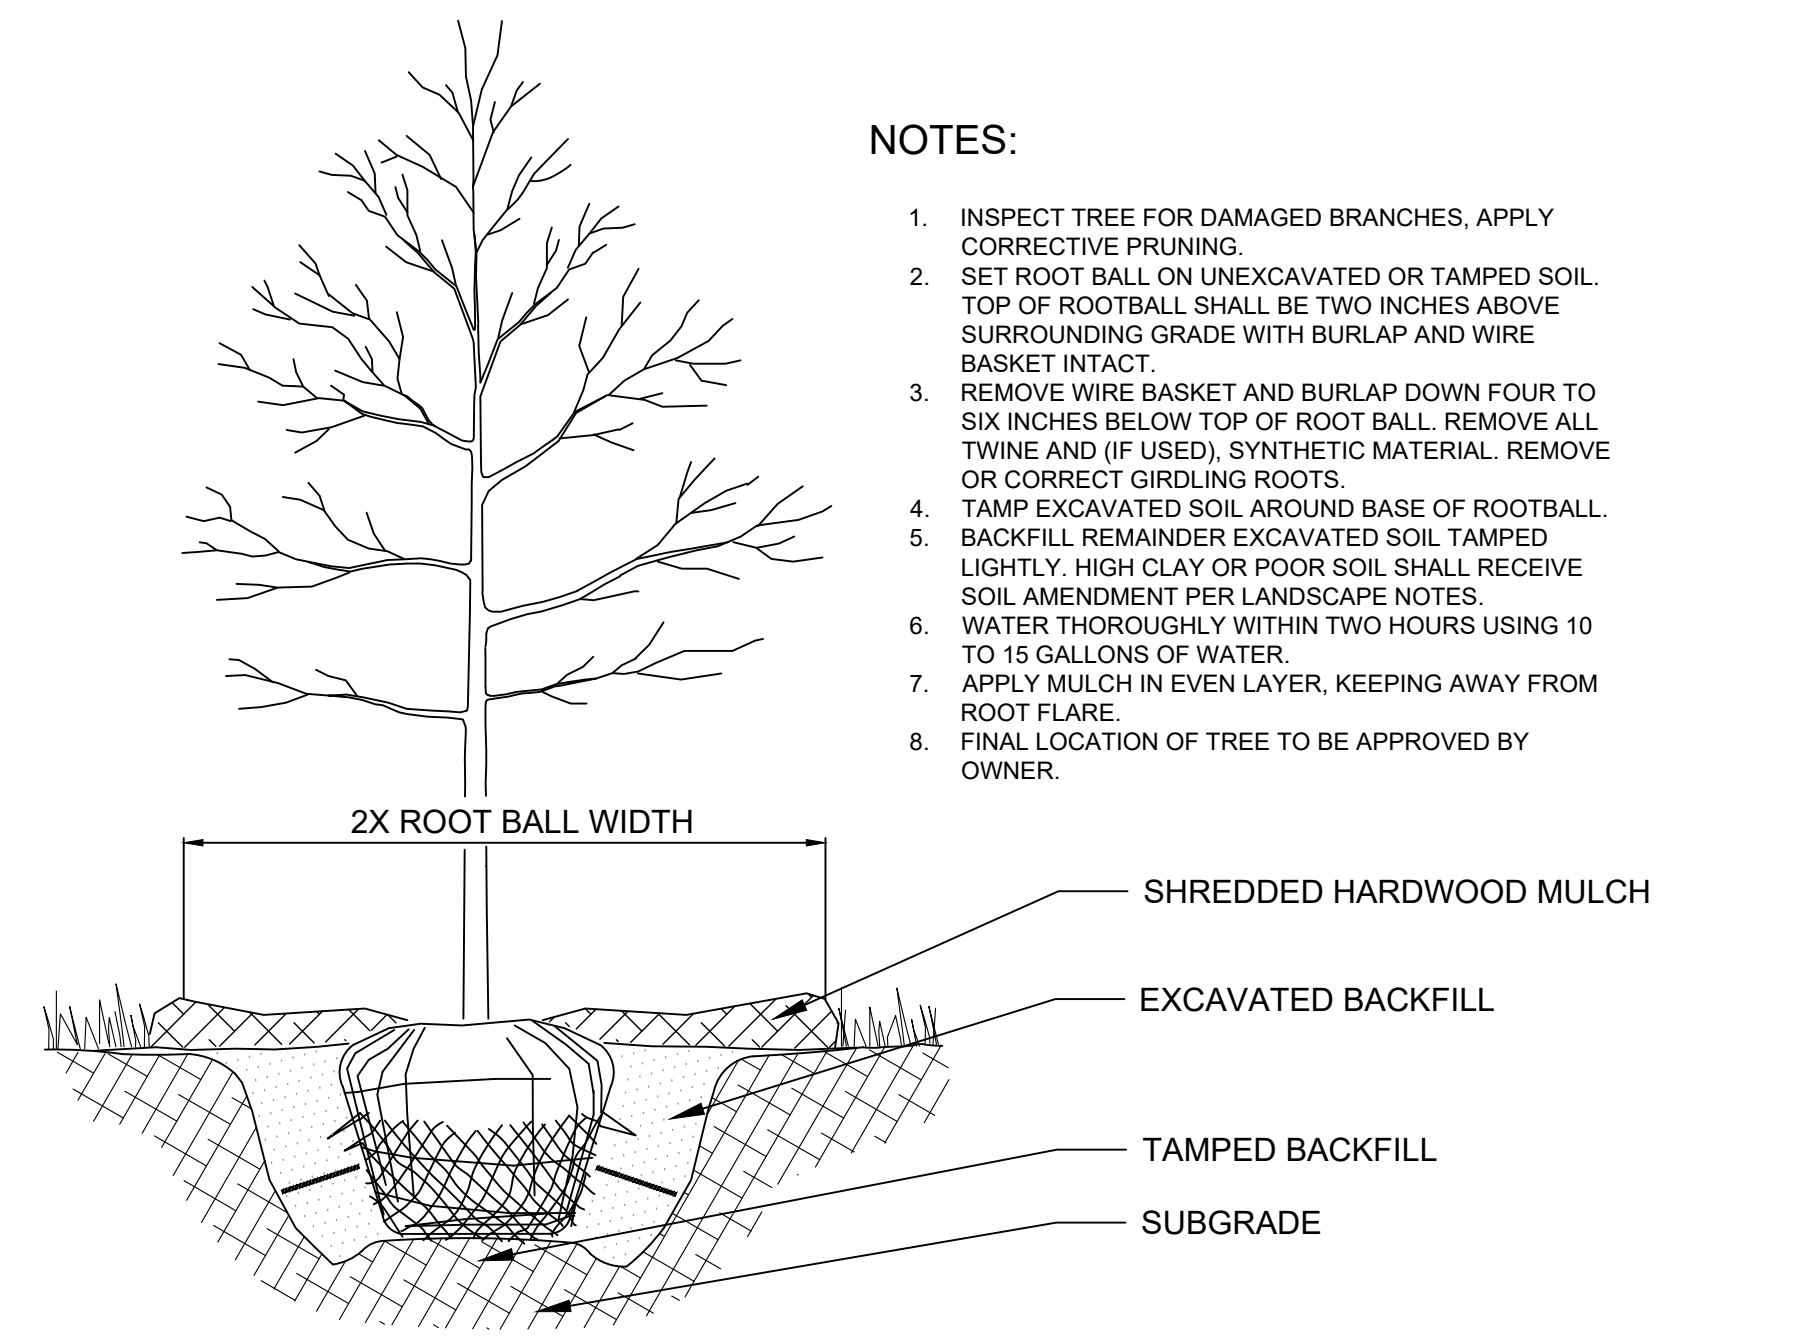 NOTES:
1. INSPECT TREE FOR DAMAGED BRANCHES, APPLY
CORRECTIVE PRUNING.
2. SET ROOT BALL ON UNEXCAVATED OR TAMPED SOIL.
TOP OF ROOTBALL SHALL BE TWO INCHES ABOVE
SURROUNDING GRADE WITH BURLAP AND WIRE
BASKET INTACT.
3. REMOVE WIRE BASKET AND BURLAP DOWN FOUR TO
SIX INCHES BELOW TOP OF ROOT BALL. REMOVE ALL
TWINE AND (IF USED), SYNTHETIC MATERIAL. REMOVE
OR CORRECT GIRDLING ROOTS.
4. TAMP EXCAVATED SOIL AROUND BASE OF ROOTBALL.
5. BACKFILL REMAINDER EXCAVATED SOIL TAMPED
LIGHTLY. HIGH CLAY OR POOR SOIL SHALL RECEIVE
SOIL AMENDMENT PER LANDSCAPE NOTES.
6. WATER THOROUGHLY WITHIN TWO HOURS USING 10
TO 15 GALLONS OF WATER.
7. APPLY MULCH IN EVEN LAYER, KEEPING AWAY FROM
ROOT FLARE.
8. FINAL LOCATION OF TREE TO BE APPROVED BY
OWNER.
2X ROOT BALL WIDTH
SHREDDED HARDWOOD MULCH
EXCAVATED BACKFILL
TAMPED BACKFILL
SUBGRADE